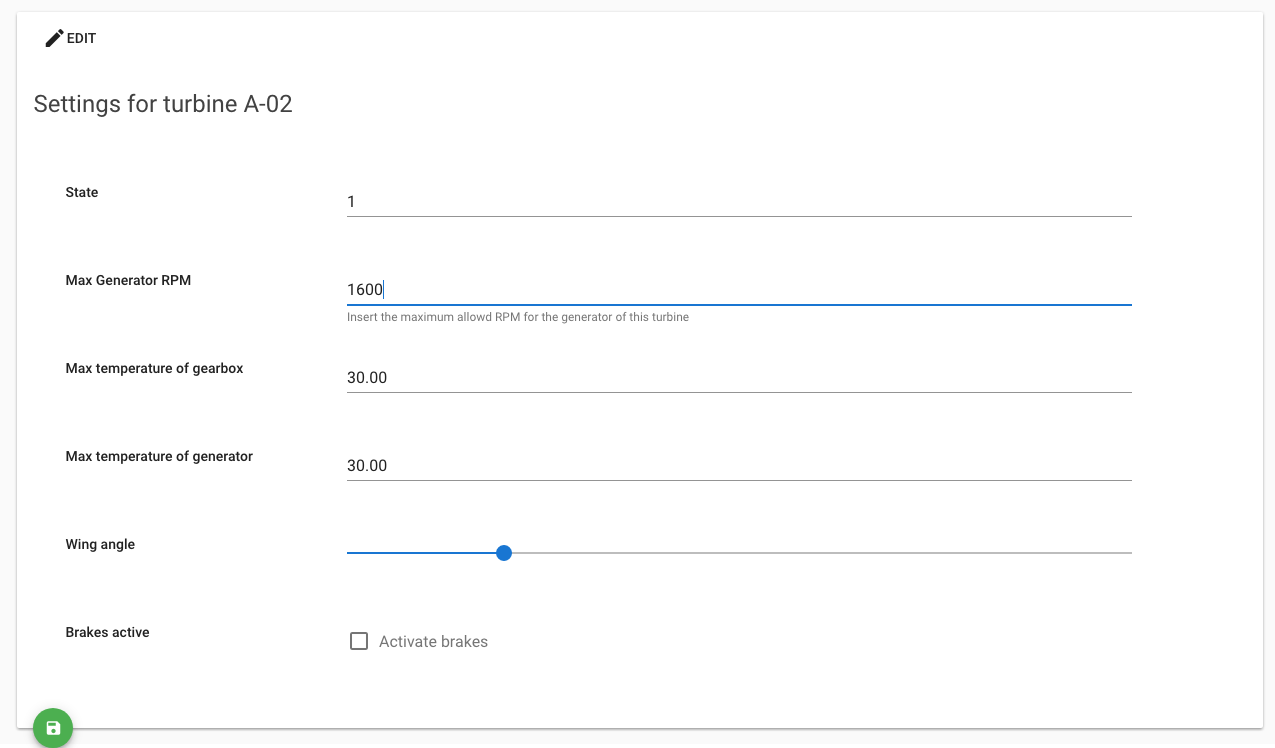 EDIT
Settings for turbine A-02
State
1
Max Generator RPM
1600
Insert the maximum allowd RPM for the generator of this turbine
Max temperature of gearbox
30.00
Max temperature of generator
30.00
Wing angle
Brakes active
Activate brakes